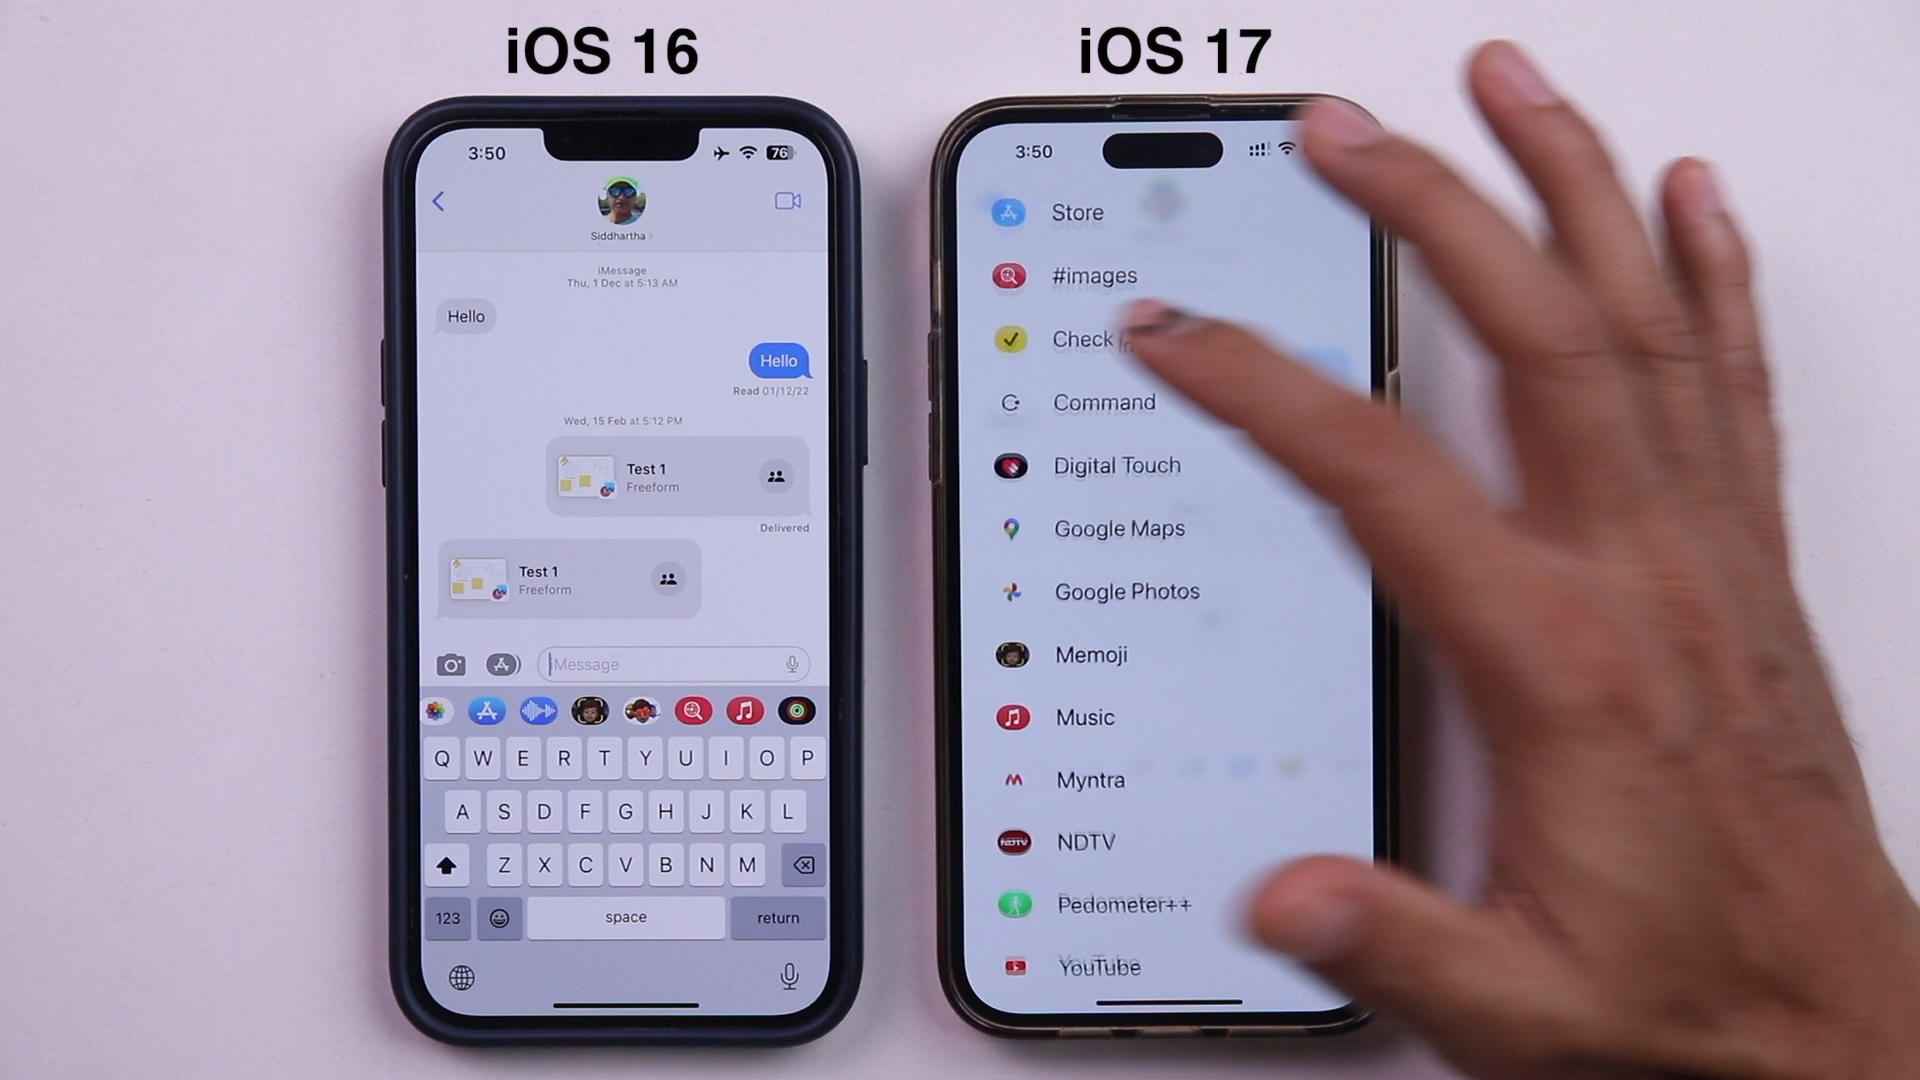 iOS 16
iOS 17
3:50
76
Siddhartha
iMessage
Thu, 1 Dec at 5:13 AM
Hello
Hello
Read 01/12/22
Wed, 15 Feb at 5:12 PM
Test 1
Freeform
Delivered
Test 1
Freeform
iMessage
Q W E R T Y U I O P
A S D F G H J K L
Z X C V B N M
123
space
return
3:50
Store
#images
Check In
Command
Digital Touch
Google Maps
Google Photos
Memoji
Music
Myntra
NDTV
NDTV
Pedometer++
YouTube